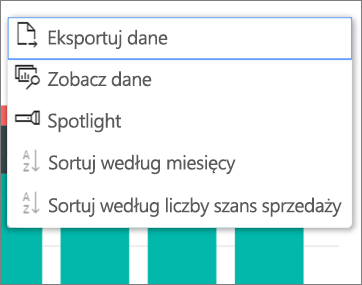 Eksportuj dane
Zobacz dane
Spotlight
Sortuj według miesięcy
Sortuj według liczby szans sprzedaży